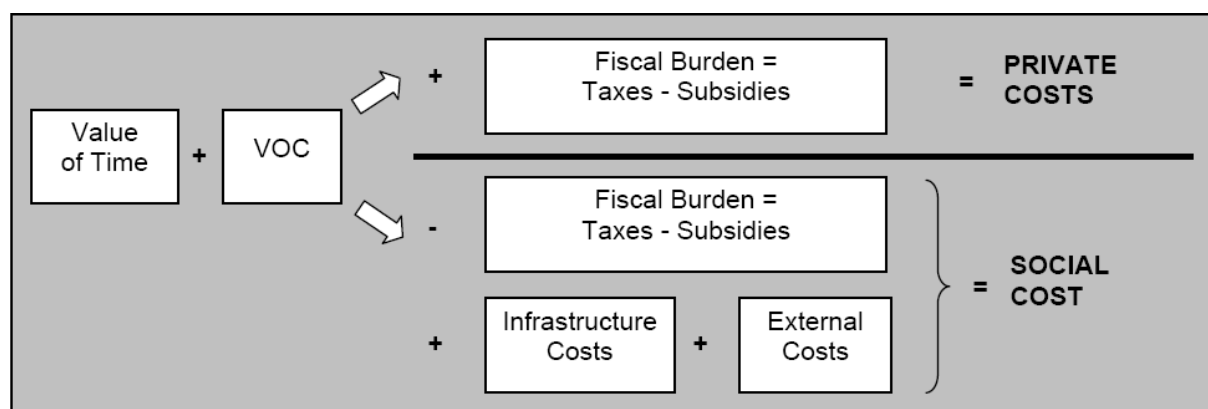 Value
of Time
+
VOC
+
Fiscal Burden =
Taxes - Subsidies
=
PRIVATE
COSTS
-
Fiscal Burden =
Taxes - Subsidies
+
Infrastructure
Costs
+
External
Costs
=
SOCIAL
COST